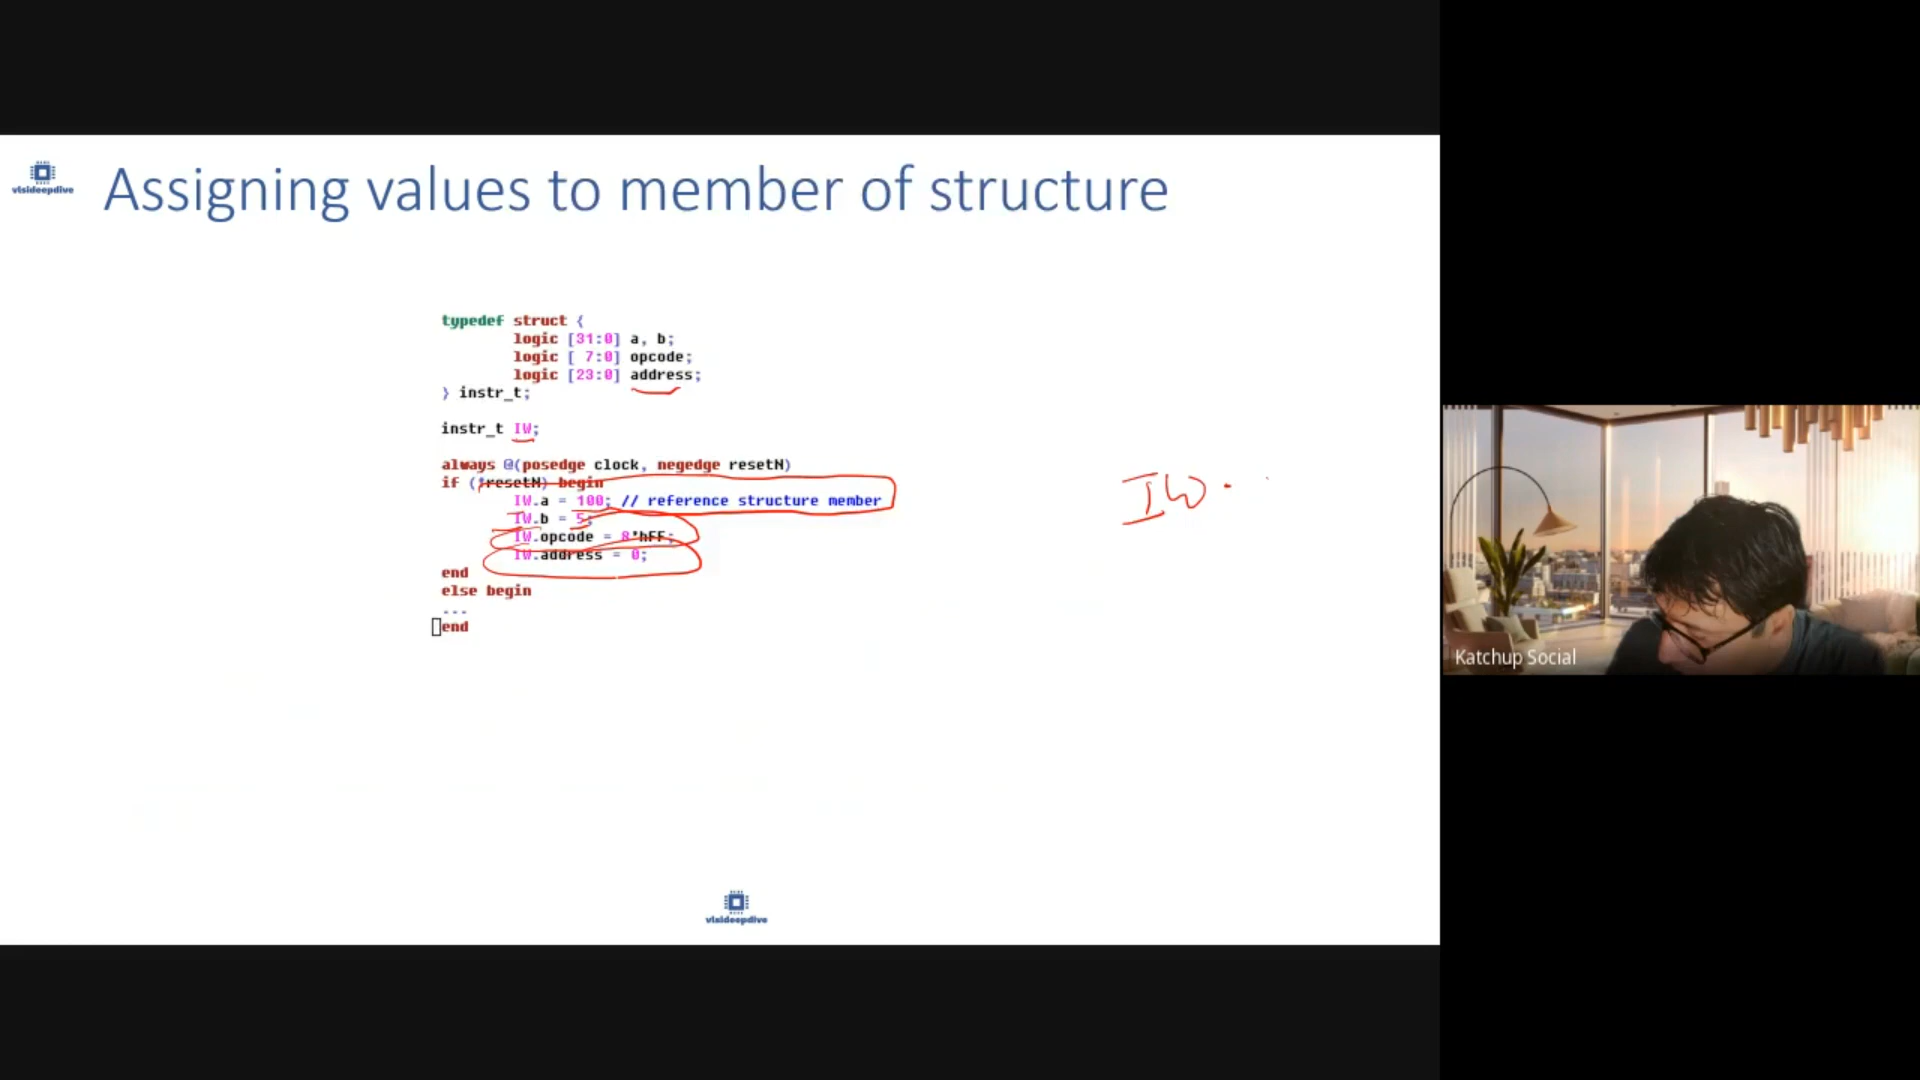 vlsideepdive
Assigning values to member of structure
typedef struct {
logic [31:0] a, b;
logic [ 7:0] opcode;
logic [23:0] address;
} instr_t;
instr_t IW;
always @(posedge clock, negedge resetN)
if (!resetN) begin
IW.a = 100; // reference structure member
IW.b = 5;
IW.opcode = 8'hFF;
IW.address = 0;
end
else begin
---
end
IW.
Katchup Social
vlsideepdive